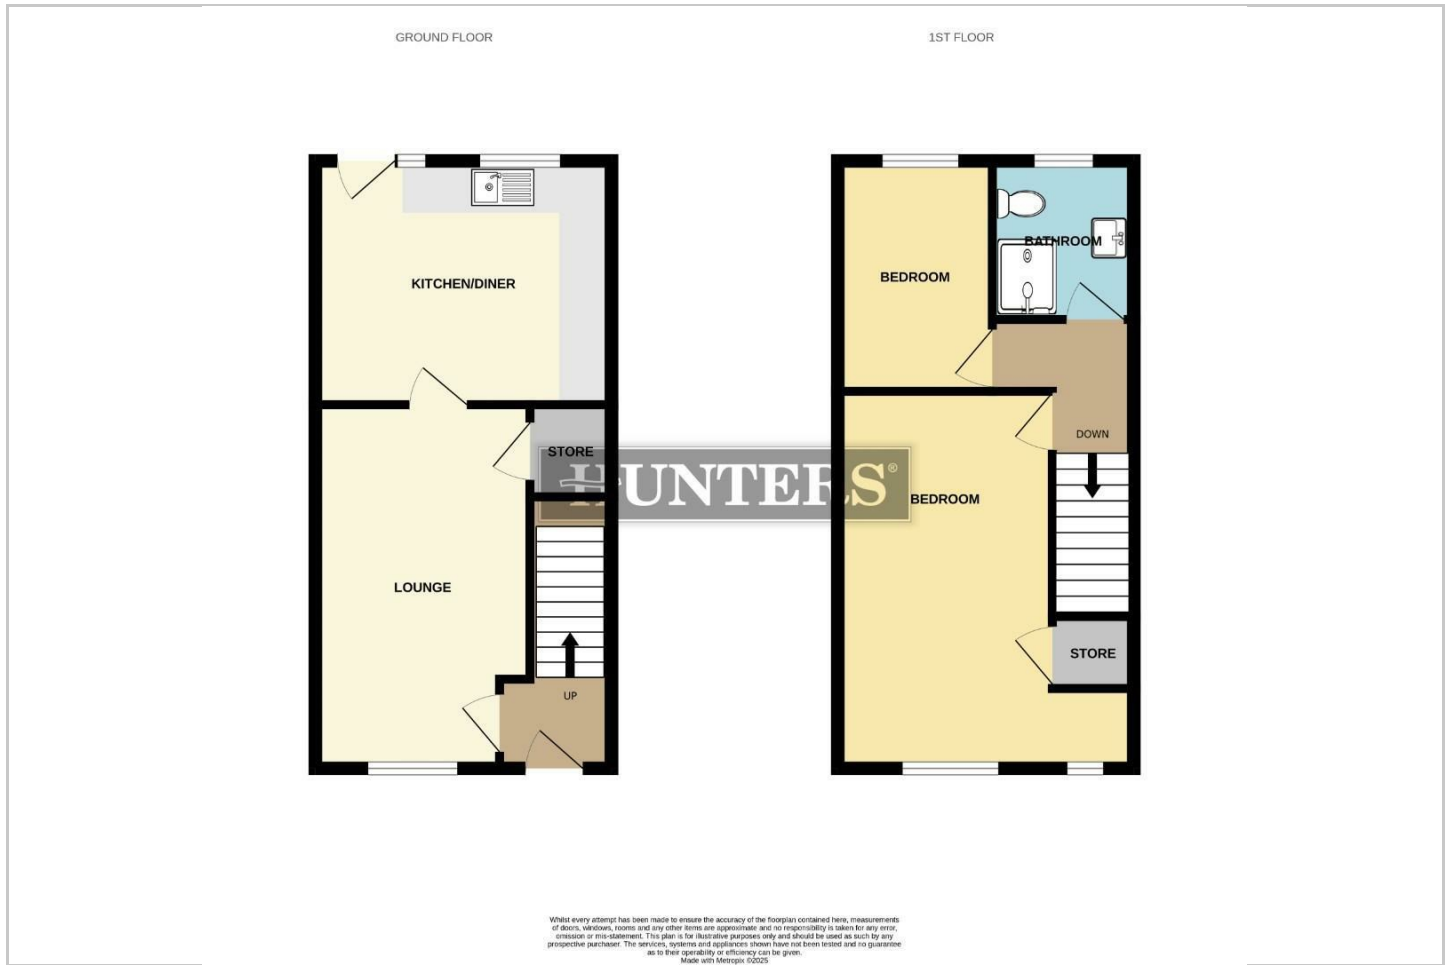 GROUND FLOOR
1ST FLOOR
KITCHEN/DINER
STORE
LOUNGE
UP
BATHROOM
BEDROOM
DOWN
BEDROOM
STORE
HUNTERS®
Whilst every attempt has been made to ensure the accuracy of the floorplan contained here, measurements
of doors, windows, rooms and any other items are approximate and no responsibility is taken for any error,
omission or mis-statement. This plan is for illustrative purposes only and should be used as such by any
prospective purchaser. The services, systems and appliances shown have not been tested and no guarantee
as to their operability or efficiency can be given.
Made with Metropix ©2025